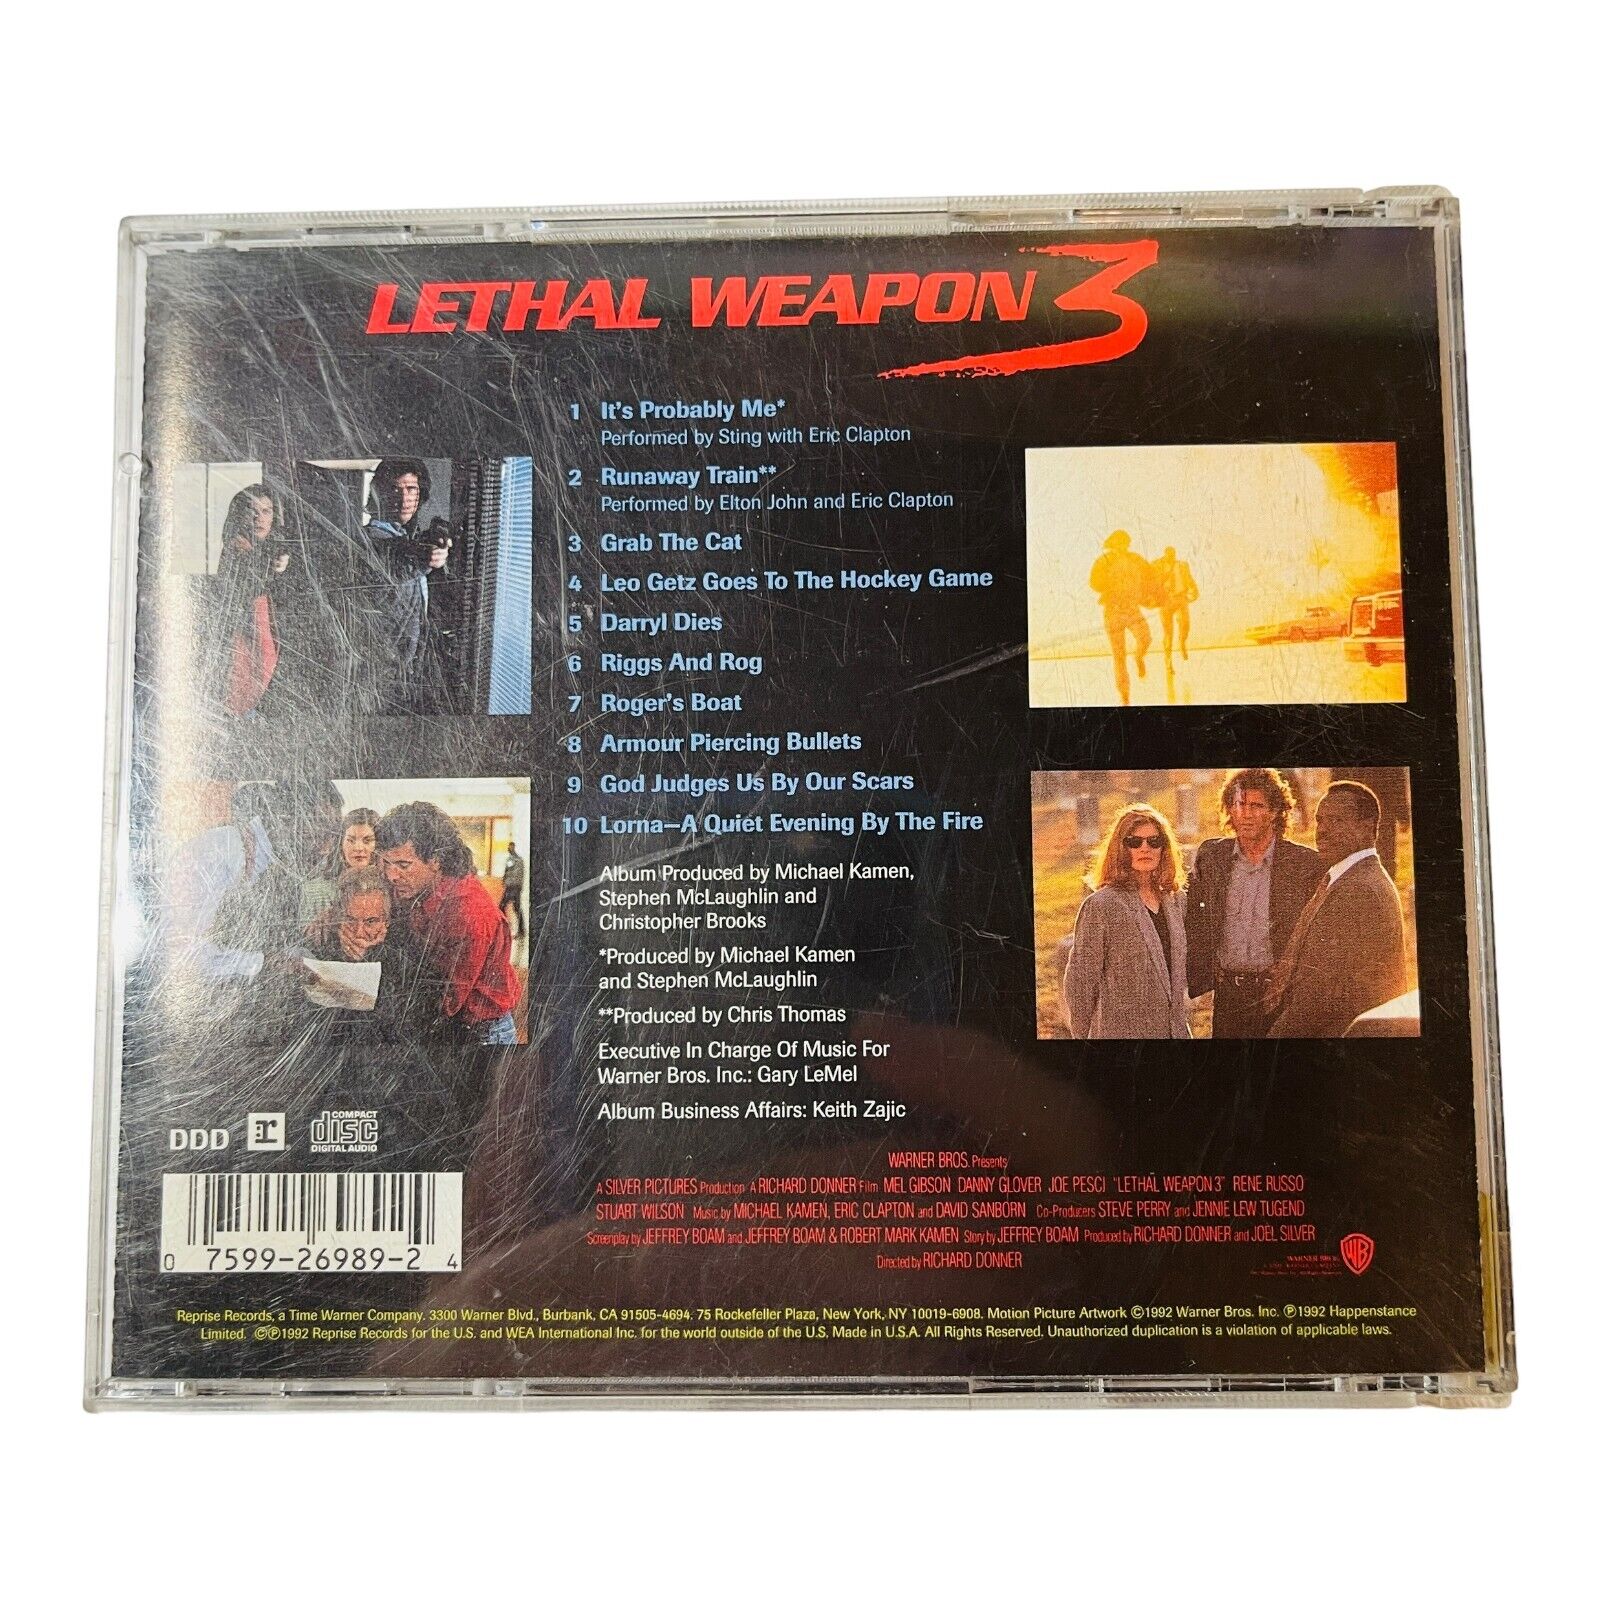 LETHAL WEAPON 3
1 It's Probably Me*
Performed by Sting with Eric Clapton
2 Runaway Train**
Performed by Elton John and Eric Clapton
3 Grab The Cat
4 Leo Getz Goes To The Hockey Game
5 Darryl Dies
6 Riggs And Rog
7 Roger's Boat
8 Armour Piercing Bullets
9 God Judges Us By Our Scars
10 Lorna—A Quiet Evening By The Fire
Album Produced by Michael Kamen,
Stephen McLaughlin and
Christopher Brooks
*Produced by Michael Kamen
and Stephen McLaughlin
**Produced by Chris Thomas
Executive In Charge Of Music For
Warner Bros. Inc.: Gary LeMel
Album Business Affairs: Keith Zajic
DDD r COMPACT
disc
DIGITAL AUDIO
0 7599-26989-2 4
WARNER BROS. Presents
A SILVER PICTURES Production A RICHARD DONNER Film MEL GIBSON DANNY GLOVER JOE PESCI "LETHAL WEAPON 3" RENE RUSSO
STUART WILSON Music by MICHAEL KAMEN, ERIC CLAPTON and DAVID SANBORN Co-Producers STEVE PERRY and JENNIE LEW TUGEND
Screenplay by JEFFREY BOAM and JEFFREY BOAM & ROBERT MARK KAMEN Story by JEFFREY BOAM Produced by RICHARD DONNER and JOEL SILVER
Directed by RICHARD DONNER
WARNER BROS.
WB
Reprise Records, a Time Warner Company. 3300 Warner Blvd., Burbank, CA 91505-4694. 75 Rockefeller Plaza, New York, NY 10019-6908. Motion Picture Artwork ©1992 Warner Bros. Inc. ℗1992 Happenstance
Limited. ©℗1992 Reprise Records for the U.S. and WEA International Inc. for the world outside of the U.S. Made in U.S.A. All Rights Reserved. Unauthorized duplication is a violation of applicable laws.